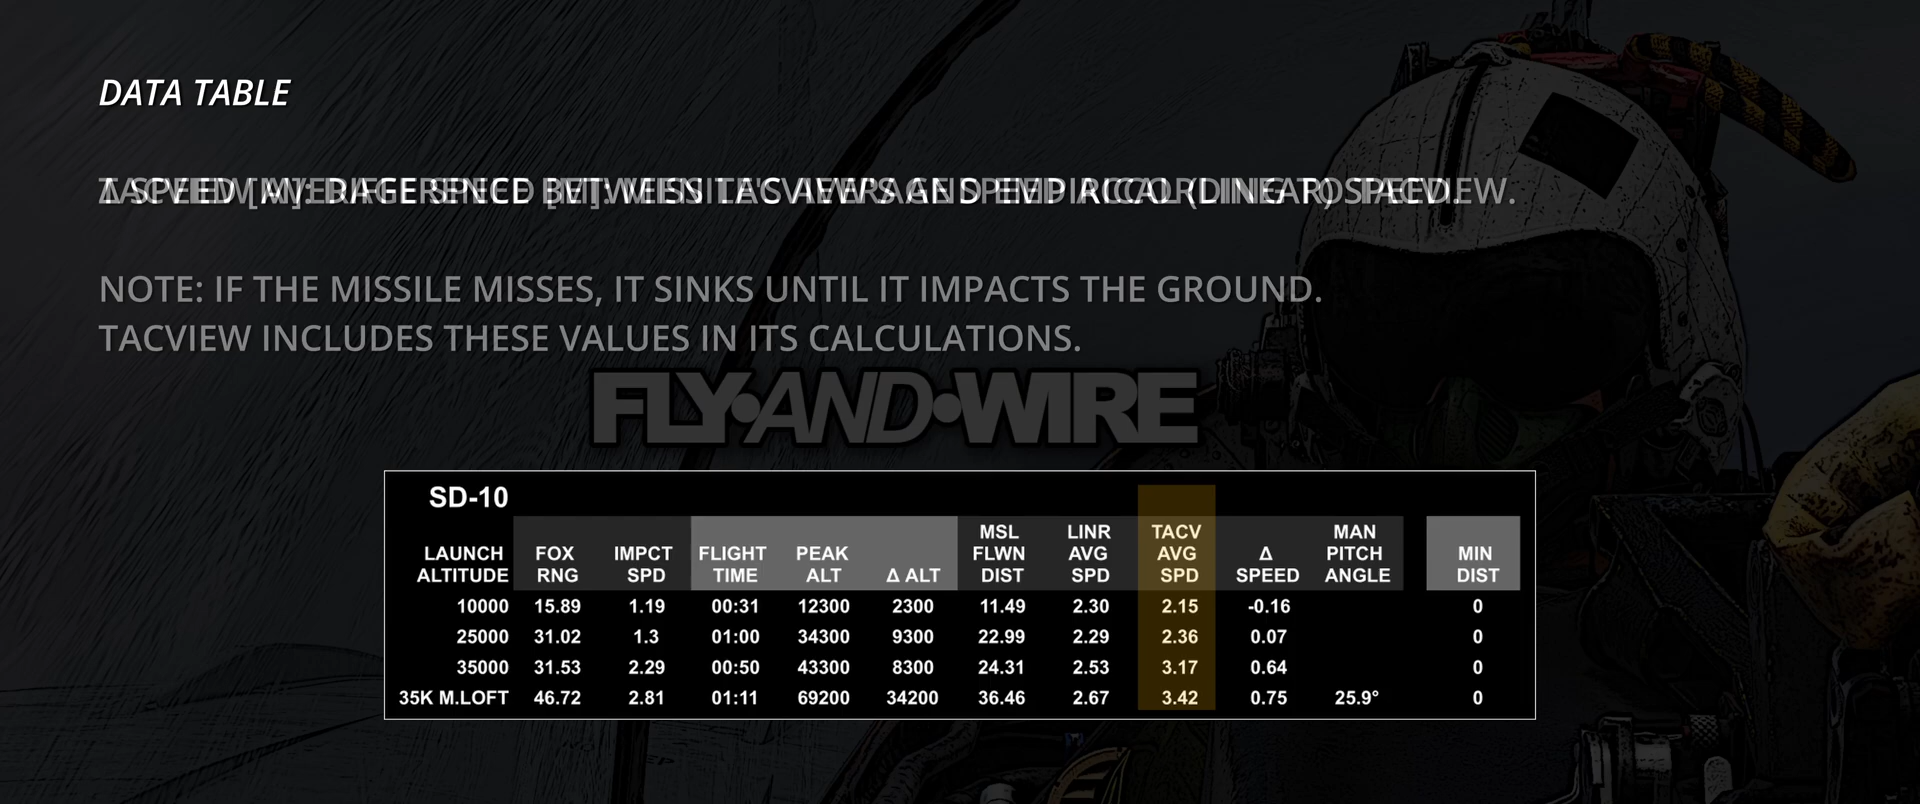 DATA TABLE
NOTE: IF THE MISSILE MISSES, IT SINKS UNTIL IT IMPACTS THE GROUND.
TACVIEW INCLUDES THESE VALUES IN ITS CALCULATIONS.
FLY•AND•WIRE
SD-10
LAUNCH ALTITUDE FOX RNG IMPCT SPD FLIGHT TIME PEAK ALT Δ ALT MSL FLWN DIST LINR AVG SPD TACV AVG SPD Δ SPEED MAN PITCH ANGLE MIN DIST
10000 15.89 1.19 00:31 12300 2300 11.49 2.30 2.15 -0.16 0
25000 31.02 1.3 01:00 34300 9300 22.99 2.29 2.36 0.07 0
35000 31.53 2.29 00:50 43300 8300 24.31 2.53 3.17 0.64 0
35K M.LOFT 46.72 2.81 01:11 69200 34200 36.46 2.67 3.42 0.75 25.9° 0